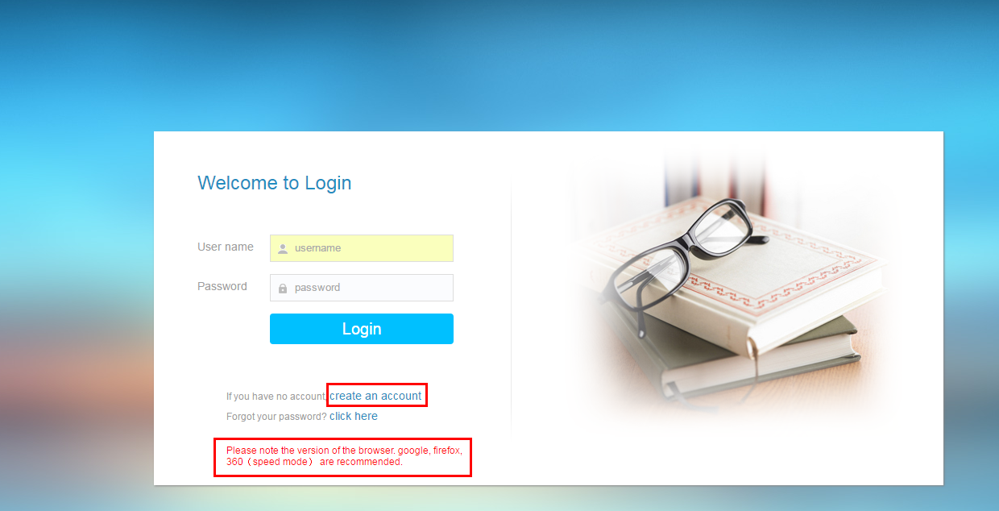 Welcome to Login
User name
username
Password
password
Login
If you have no account, create an account
Forgot your password? click here
Please note the version of the browser. google, firefox,
360（speed mode） are recommended.